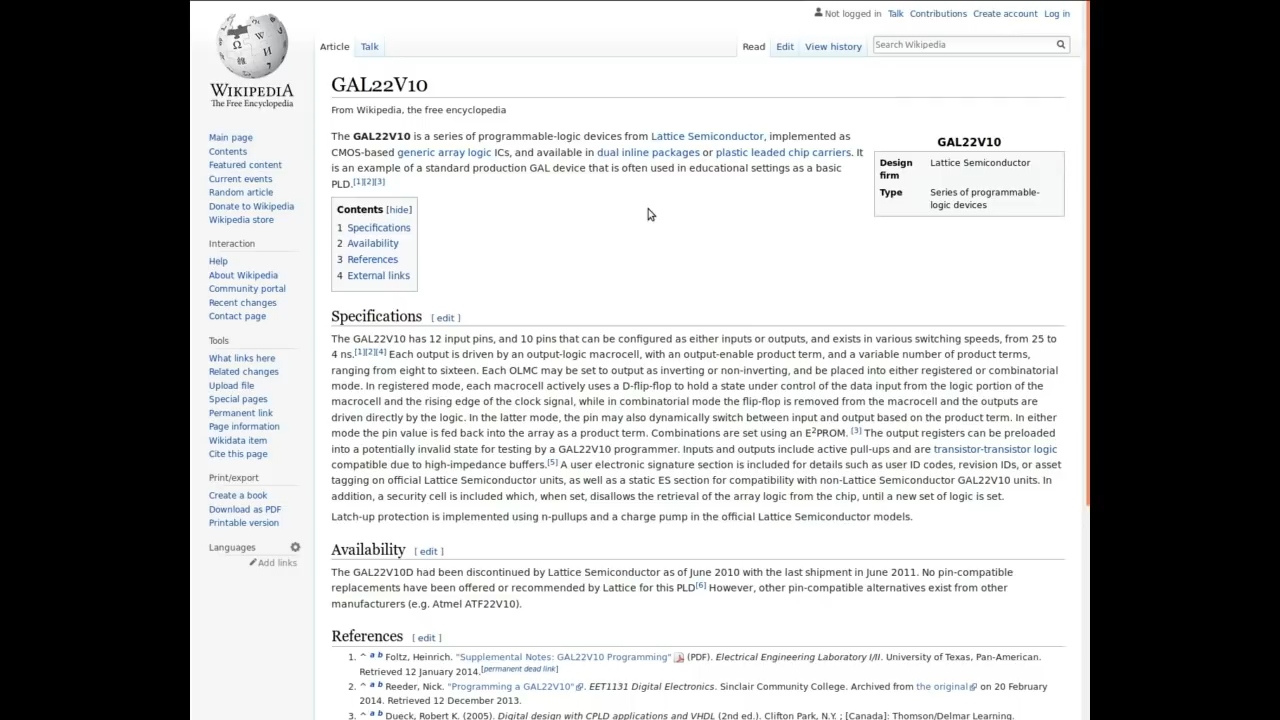 Not logged in Talk Contributions Create account Log in
Article Talk Read Edit View history Search Wikipedia
WIKIPEDIA
The Free Encyclopedia
Main page
Contents
Featured content
Current events
Random article
Donate to Wikipedia
Wikipedia store
Interaction
Help
About Wikipedia
Community portal
Recent changes
Contact page
Tools
What links here
Related changes
Upload file
Special pages
Permanent link
Page information
Wikidata item
Cite this page
Print/export
Create a book
Download as PDF
Printable version
Languages
Add links
GAL22V10
From Wikipedia, the free encyclopedia
The GAL22V10 is a series of programmable-logic devices from Lattice Semiconductor, implemented as
CMOS-based generic array logic ICs, and available in dual inline packages or plastic leaded chip carriers. It
is an example of a standard production GAL device that is often used in educational settings as a basic
PLD.[1][2][3]
GAL22V10
Design firm Lattice Semiconductor
Type Series of programmable-
logic devices
Contents [hide]
1 Specifications
2 Availability
3 References
4 External links
Specifications [ edit ]
The GAL22V10 has 12 input pins, and 10 pins that can be configured as either inputs or outputs, and exists in various switching speeds, from 25 to
4 ns.[1][2][4] Each output is driven by an output-logic macrocell, with an output-enable product term, and a variable number of product terms,
ranging from eight to sixteen. Each OLMC may be set to output as inverting or non-inverting, and be placed into either registered or combinatorial
mode. In registered mode, each macrocell actively uses a D-flip-flop to hold a state under control of the data input from the logic portion of the
macrocell and the rising edge of the clock signal, while in combinatorial mode the flip-flop is removed from the macrocell and the outputs are
driven directly by the logic. In the latter mode, the pin may also dynamically switch between input and output based on the product term. In either
mode the pin value is fed back into the array as a product term. Combinations are set using an E2PROM. [3] The output registers can be preloaded
into a potentially invalid state for testing by a GAL22V10 programmer. Inputs and outputs include active pull-ups and are transistor-transistor logic
compatible due to high-impedance buffers.[5] A user electronic signature section is included for details such as user ID codes, revision IDs, or asset
tagging on official Lattice Semiconductor units, as well as a static ES section for compatibility with non-Lattice Semiconductor GAL22V10 units. In
addition, a security cell is included which, when set, disallows the retrieval of the array logic from the chip, until a new set of logic is set.
Latch-up protection is implemented using n-pullups and a charge pump in the official Lattice Semiconductor models.
Availability [ edit ]
The GAL22V10D had been discontinued by Lattice Semiconductor as of June 2010 with the last shipment in June 2011. No pin-compatible
replacements have been offered or recommended by Lattice for this PLD[6] However, other pin-compatible alternatives exist from other
manufacturers (e.g. Atmel ATF22V10).
References [ edit ]
1. ^ a b Foltz, Heinrich. "Supplemental Notes: GAL22V10 Programming" (PDF). Electrical Engineering Laboratory I/II. University of Texas, Pan-American.
Retrieved 12 January 2014.[permanent dead link]
2. ^ a b Reeder, Nick. "Programming a GAL22V10". EET1131 Digital Electronics. Sinclair Community College. Archived from the original on 20 February
2014. Retrieved 12 December 2013.
3. ^ a b Dueck, Robert K. (2005). Digital design with CPLD applications and VHDL (2nd ed.). Clifton Park, N.Y. ; [Canada]: Thomson/Delmar Learning.